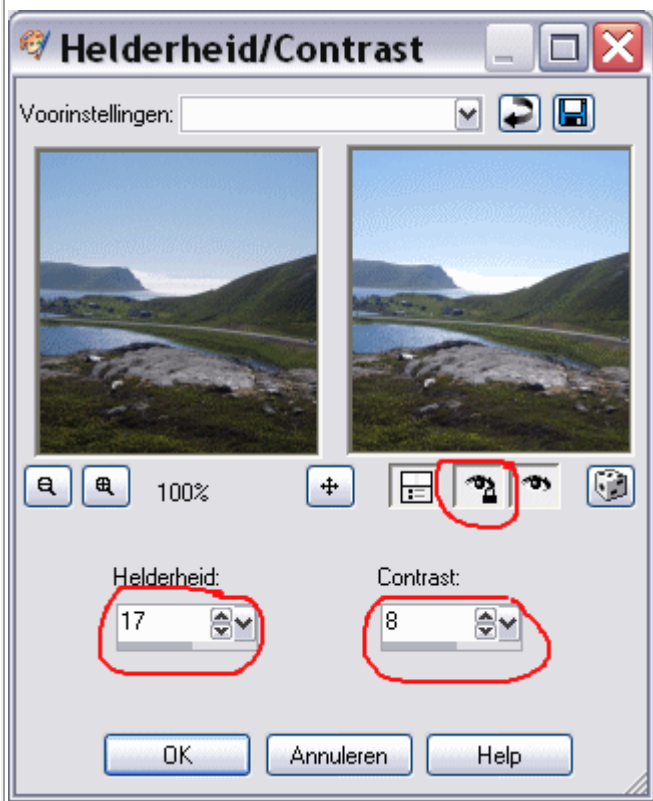 Helderheid/Contrast
Voorinstellingen:
100%
Helderheid: Contrast:
17 8
OK Annuleren Help